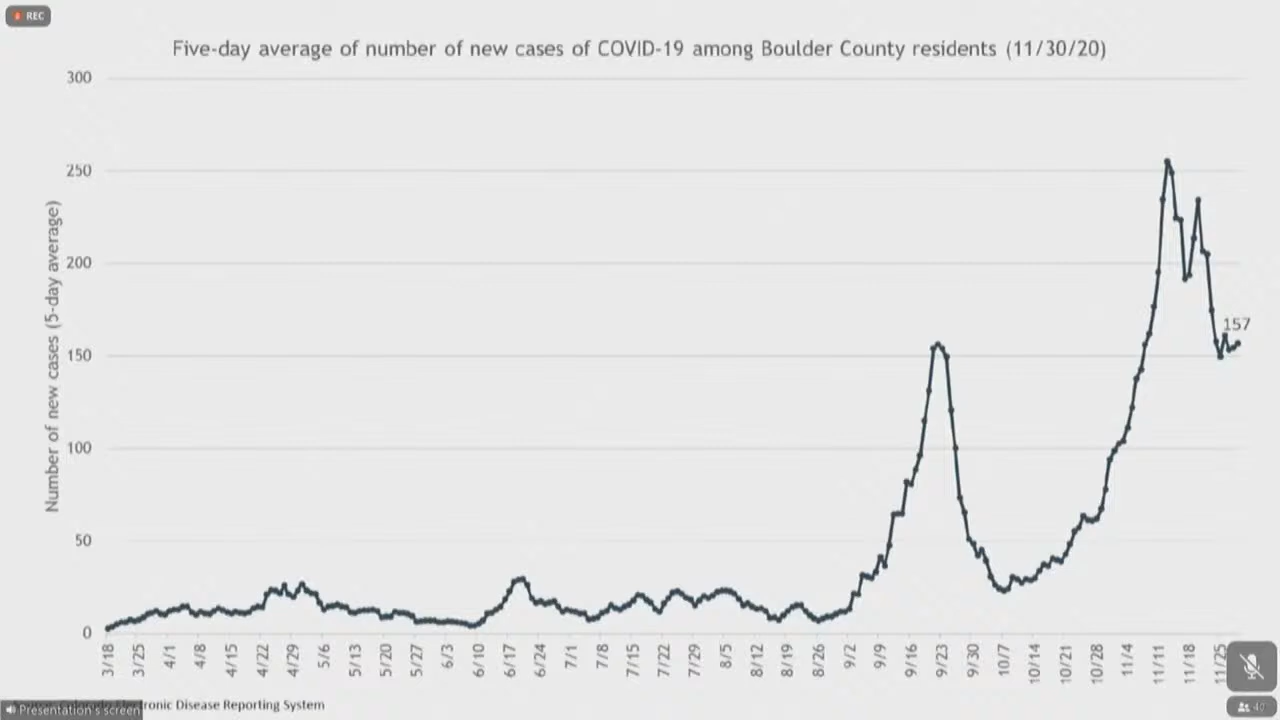 REC
Five-day average of number of new cases of COVID-19 among Boulder County residents (11/30/20)
Number of new cases (5-day average)
300
250
200
150
100
50
0
157
3/18 3/25 4/1 4/8 4/15 4/22 4/29 5/6 5/13 5/20 5/27 6/3 6/10 6/17 6/24 7/1 7/8 7/15 7/22 7/29 8/5 8/12 8/19 8/26 9/2 9/9 9/16 9/23 9/30 10/7 10/14 10/21 10/28 11/4 11/11 11/18 11/25
Electronic Disease Reporting System
Presentation's screen
40